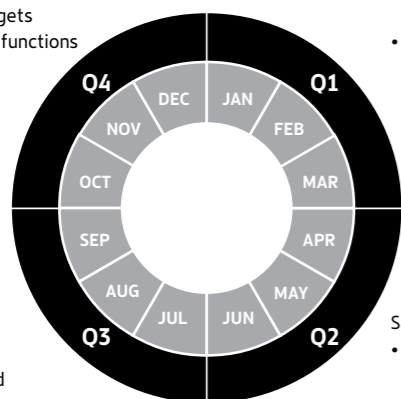 gets
functions
•
Q4
Q1
DEC
JAN
NOV
FEB
OCT
MAR
SEP
APR
AUG
MAY
JUL
JUN
Q3
Q2
S
•
d